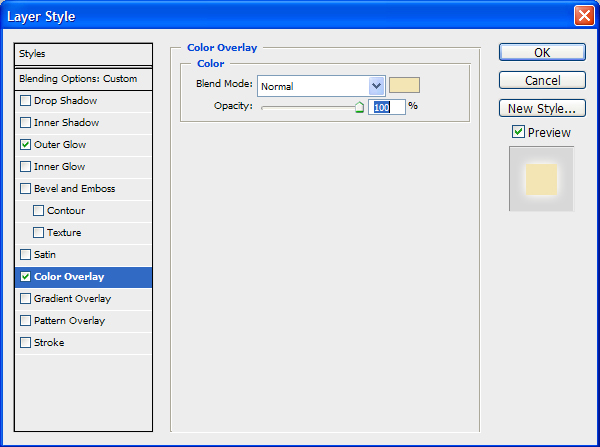 Layer Style
Styles
Blending Options: Custom
Drop Shadow
Inner Shadow
Outer Glow
Inner Glow
Bevel and Emboss
Contour
Texture
Satin
Color Overlay
Gradient Overlay
Pattern Overlay
Stroke
Color Overlay
Color
Blend Mode: Normal
Opacity: 100 %
OK
Cancel
New Style...
Preview